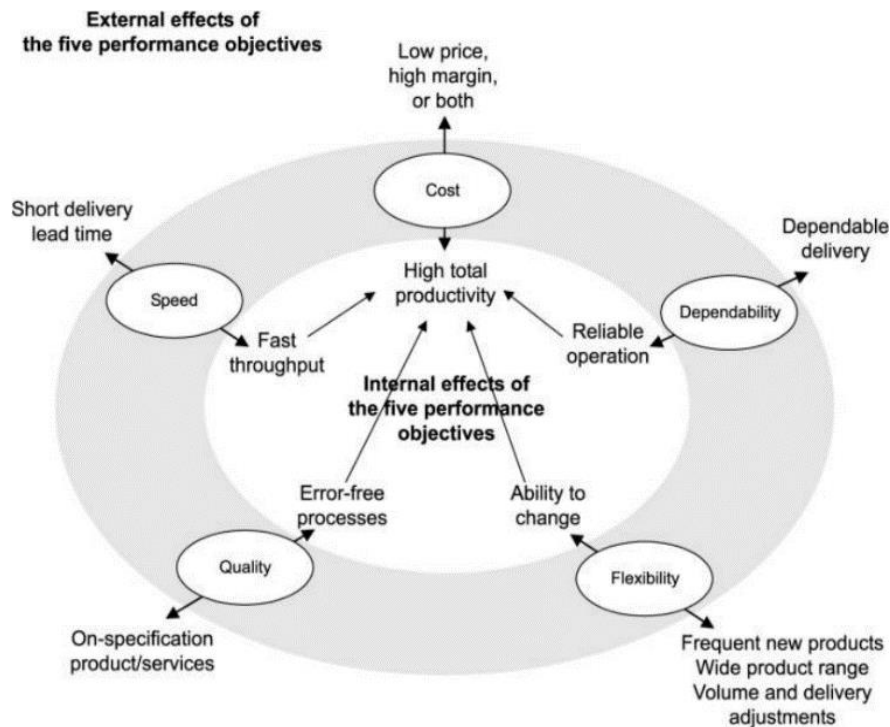 External effects of
the five performance objectives
Low price,
high margin,
or both
Cost
Short delivery
lead time
Dependable
delivery
High total
productivity
Speed
Dependability
Fast
throughput
Reliable
operation
Internal effects of
the five performance
objectives
Error-free
processes
Ability to
change
Quality
Flexibility
On-specification
product/services
Frequent new products
Wide product range
Volume and delivery
adjustments